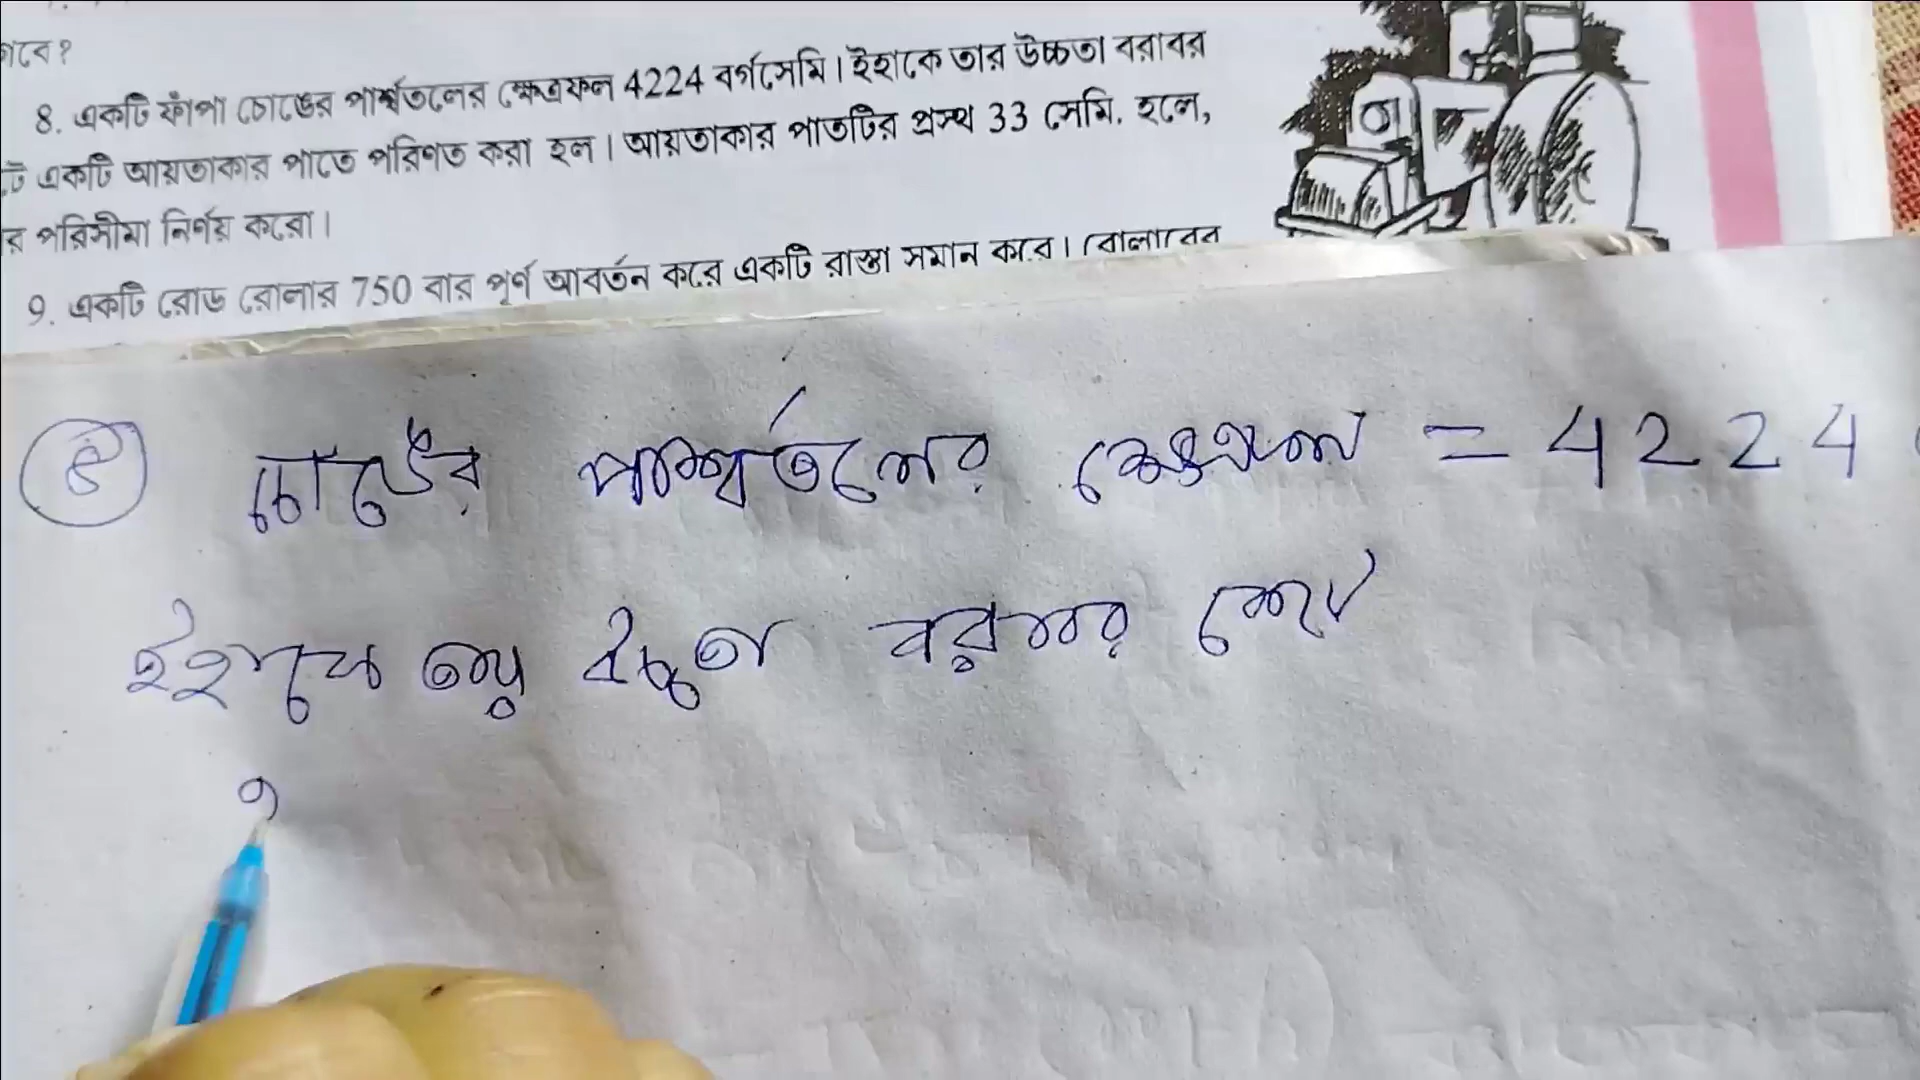 াবে?
8. একটি ফাঁপা চোঙের পার্শ্বতলের ক্ষেত্রফল 4224 বর্গসেমি। ইহাকে তার উচ্চতা বরাবর
টে একটি আয়তাকার পাতে পরিণত করা হল। আয়তাকার পাতটির প্রস্থ 33 সেমি. হলে,
র পরিসীমা নির্ণয় করো।
9. একটি রোড রোলার 750 বার পূর্ণ আবর্তন করে একটি রাস্তা সমান করে। রোলারের
8 চোঙের পার্শ্বতলের ক্ষেত্রফল = 4224
ইহাকে তার উচ্চতা বরাবর কেটে